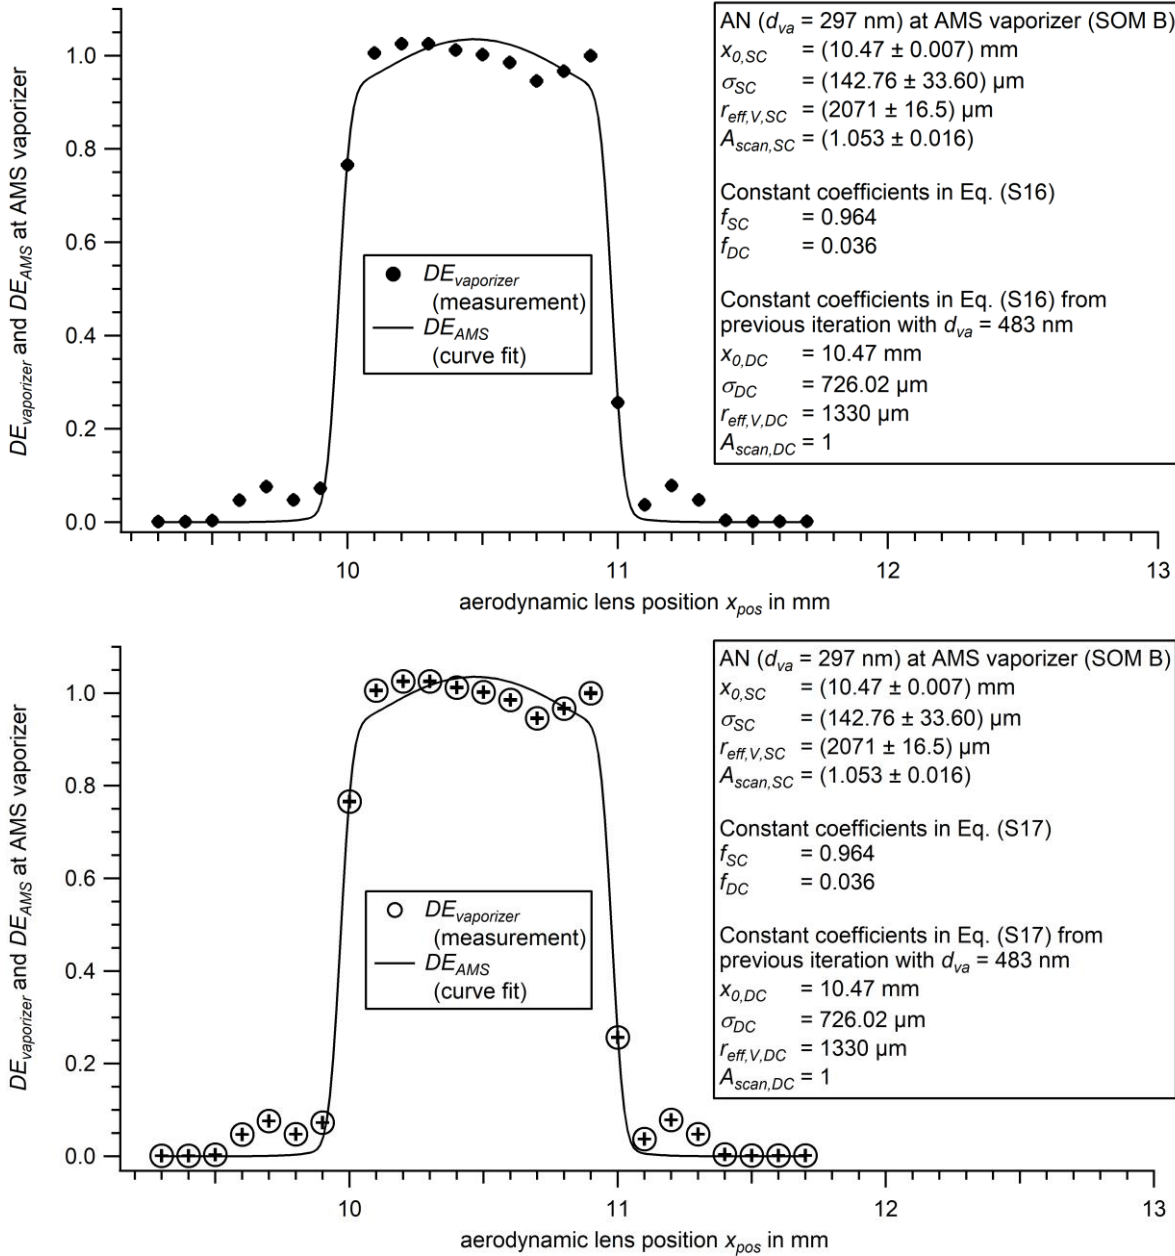 DE_vaporizer and DE_AMS at AMS vaporizer
1.0
0.8
0.6
0.4
0.2
0.0
10
11
12
13
aerodynamic lens position x_pos in mm
DE_vaporizer
(measurement)
DE_AMS
(curve fit)
AN (d_va = 297 nm) at AMS vaporizer (SOM B)
x_0,SC = (10.47 ± 0.007) mm
σ_SC = (142.76 ± 33.60) µm
r_eff,V,SC = (2071 ± 16.5) µm
A_scan,SC = (1.053 ± 0.016)
Constant coefficients in Eq. (S16)
f_SC = 0.964
f_DC = 0.036
Constant coefficients in Eq. (S16) from
previous iteration with d_va = 483 nm
x_0,DC = 10.47 mm
σ_DC = 726.02 µm
r_eff,V,DC = 1330 µm
A_scan,DC = 1
DE_vaporizer and DE_AMS at AMS vaporizer
1.0
0.8
0.6
0.4
0.2
0.0
10
11
12
13
aerodynamic lens position x_pos in mm
DE_vaporizer
(measurement)
DE_AMS
(curve fit)
AN (d_va = 297 nm) at AMS vaporizer (SOM B)
x_0,SC = (10.47 ± 0.007) mm
σ_SC = (142.76 ± 33.60) µm
r_eff,V,SC = (2071 ± 16.5) µm
A_scan,SC = (1.053 ± 0.016)
Constant coefficients in Eq. (S17)
f_SC = 0.964
f_DC = 0.036
Constant coefficients in Eq. (S17) from
previous iteration with d_va = 483 nm
x_0,DC = 10.47 mm
σ_DC = 726.02 µm
r_eff,V,DC = 1330 µm
A_scan,DC = 1